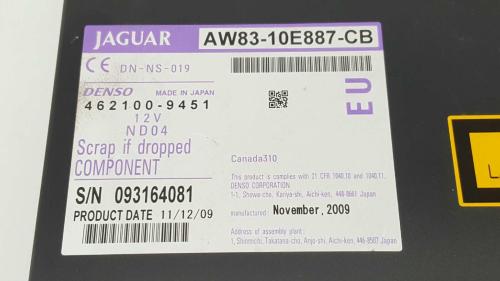 JAGUAR AW83-10E887-CB
CE DN-NS-019
DENSO MADE IN JAPAN
462100-9451
12V
ND04
Scrap if dropped
COMPONENT
S/N 093164081
PRODUCT DATE 11/12/09
EU
Canada310
This product is complies with 21 CFR 1040.10 and 1040.11.
DENSO CORPORATION
1-1, Showa-cho, Kariya-shi, Aichi-ken, 448-8661 Japan
manufactured: November, 2009
Address of assembly plant:
1, Shinmichi, Takatana-cho, Anjo-shi, Aichi-ken, 446-8507 Japan
L